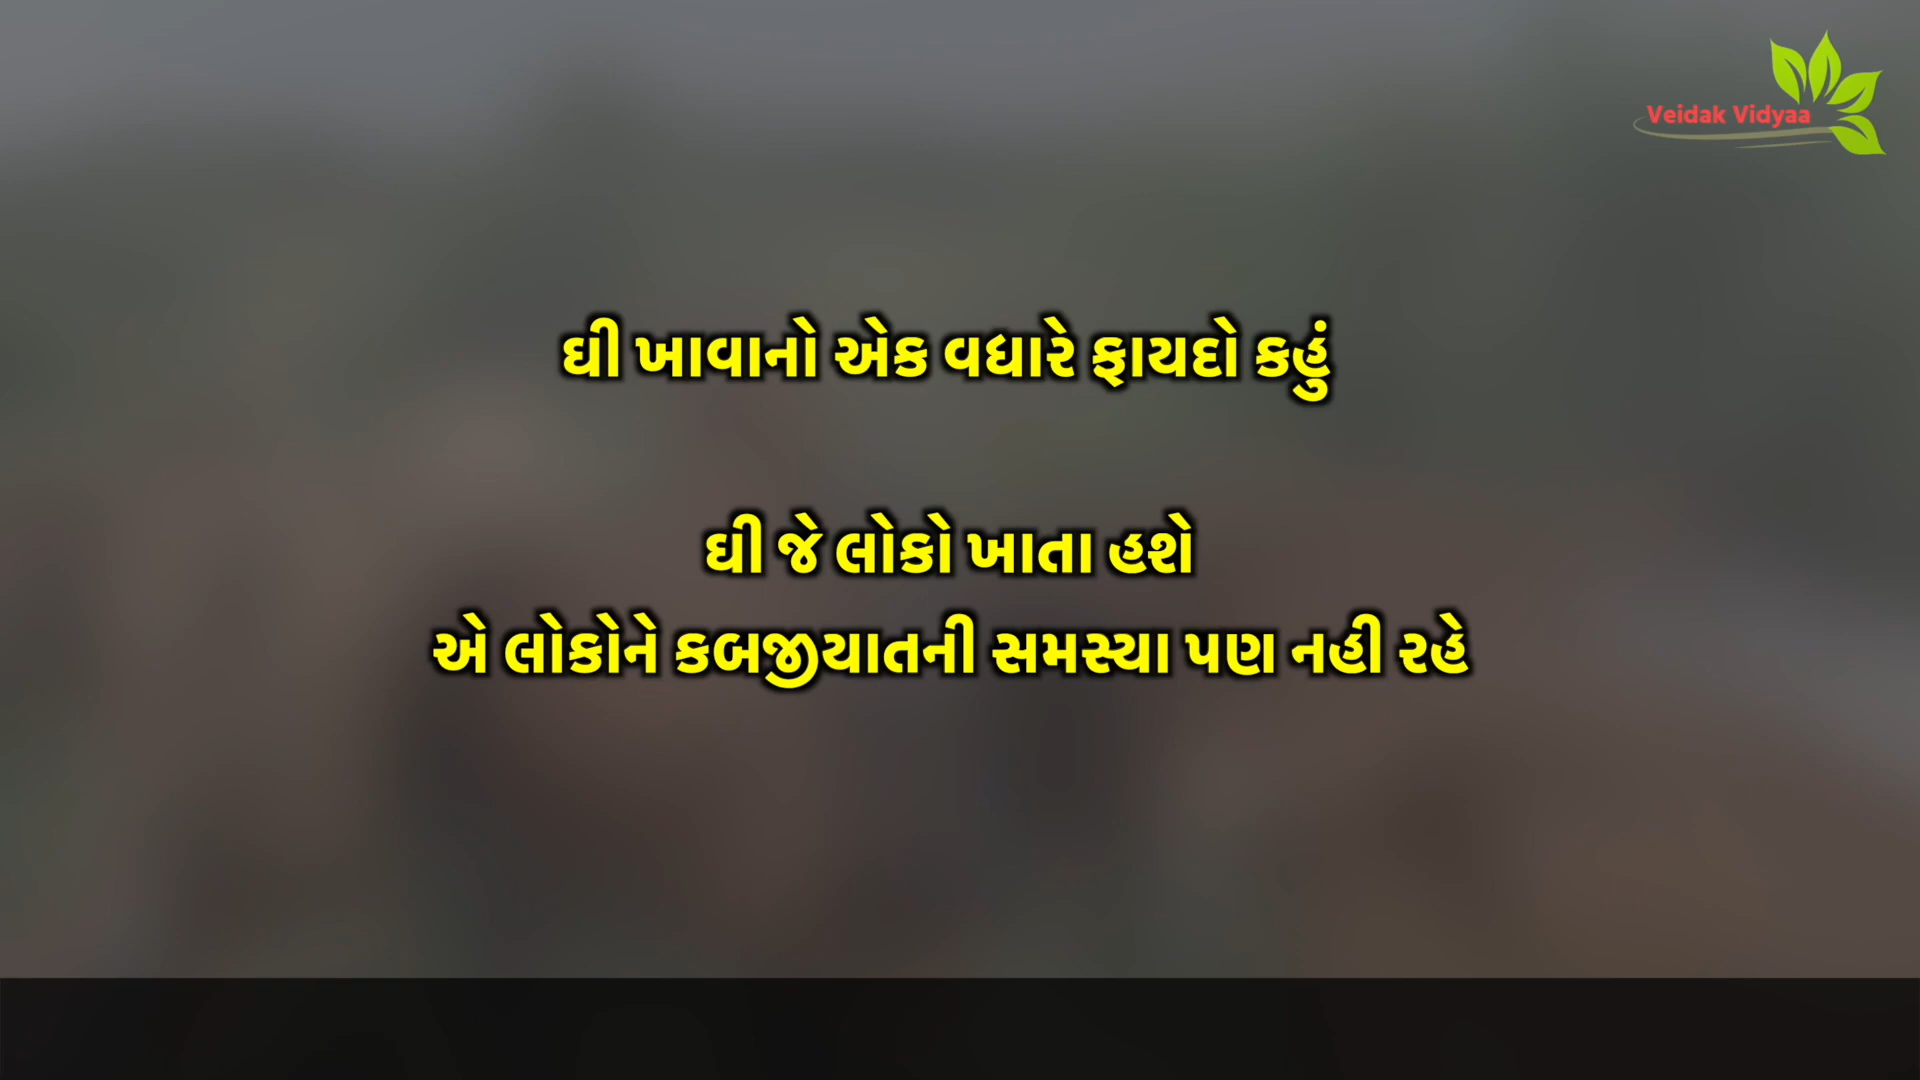 Veidak Vidyaa
ઘી ખાવાનો એક વધારે ફાયદો કહું
ઘી જે લોકો ખાતા હશે
એ લોકોને કબજીયાતની સમસ્યા પણ નહી રહે